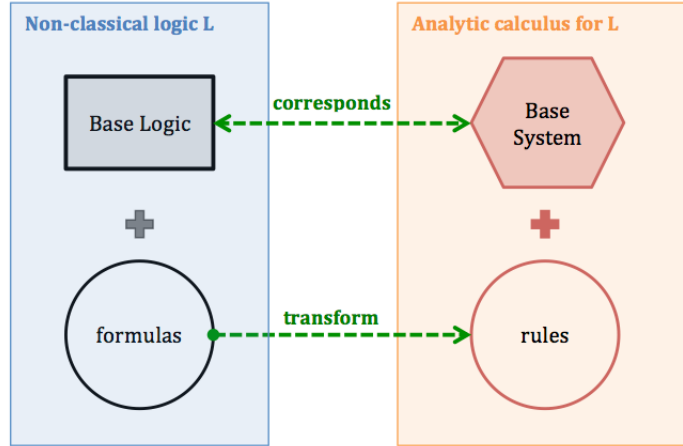 Non-classical logic L
Analytic calculus for L
corresponds
Base Logic
Base
System
transform
formulas
rules